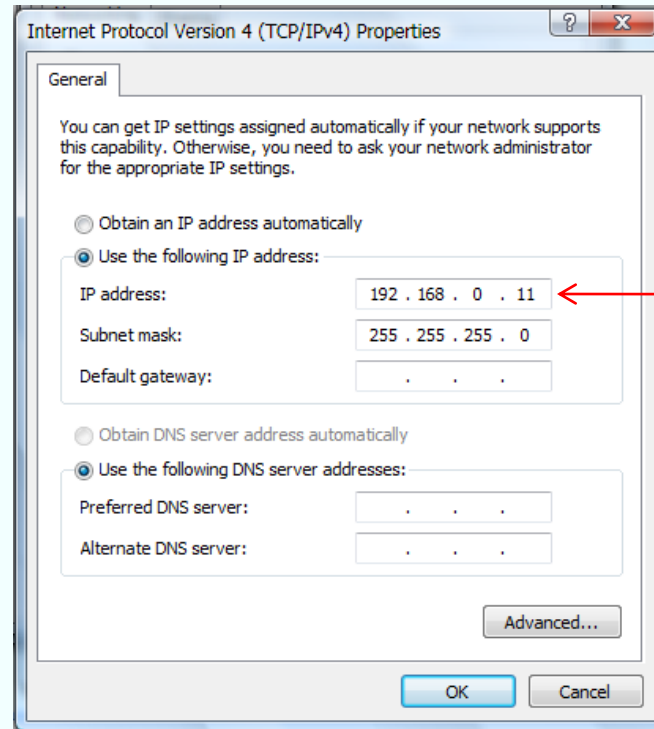 Internet Protocol Version 4 (TCP/IPv4) Properties
General
You can get IP settings assigned automatically if your network supports
this capability. Otherwise, you need to ask your network administrator
for the appropriate IP settings.
Obtain an IP address automatically
Use the following IP address:
IP address: 192 . 168 . 0 . 11
Subnet mask: 255 . 255 . 255 . 0
Default gateway: . . .
Obtain DNS server address automatically
Use the following DNS server addresses:
Preferred DNS server: . . .
Alternate DNS server: . . .
Advanced...
OK Cancel